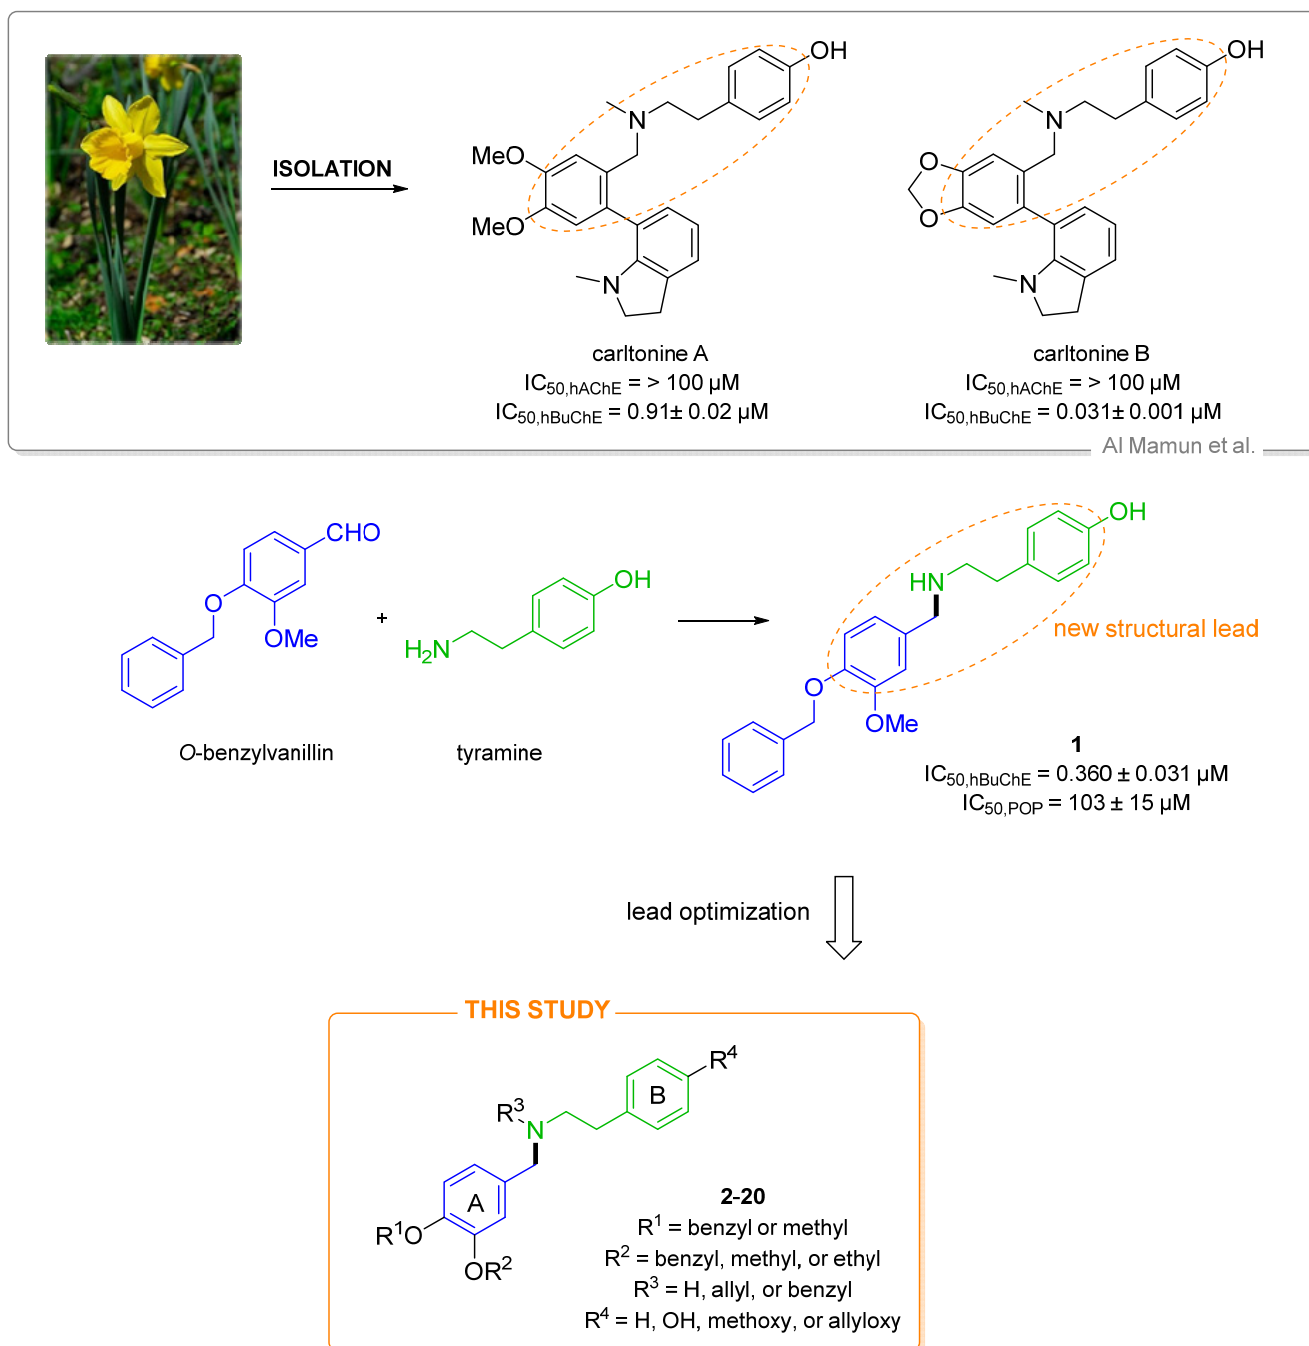 ISOLATION
OH
N
MeO
MeO
N
carltonine A
IC50,hAChE = > 100 µM
IC50,hBuChE = 0.91± 0.02 µM
OH
N
O
O
N
carltonine B
IC50,hAChE = > 100 µM
IC50,hBuChE = 0.031± 0.001 µM
Al Mamun et al.
CHO
O
OMe
O-benzylvanillin
+
OH
H2N
tyramine
OH
HN
new structural lead
O
OMe
1
IC50,hBuChE = 0.360 ± 0.031 µM
IC50,POP = 103 ± 15 µM
lead optimization
THIS STUDY
R4
B
R3
N
A
R1O
OR2
2-20
R1 = benzyl or methyl
R2 = benzyl, methyl, or ethyl
R3 = H, allyl, or benzyl
R4 = H, OH, methoxy, or allyloxy